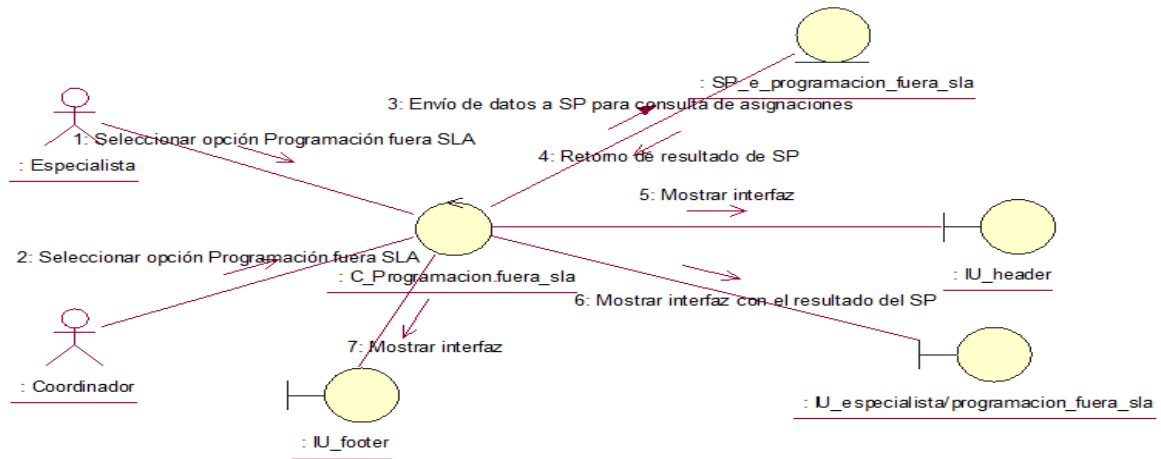 : SP_e_programacion_fuera_sla
3: Envío de datos a SP para consulta de asignaciones
1: Seleccionar opción Programación fuera SLA
4: Retorno de resultado de SP
: Especialista
5: Mostrar interfaz
2: Seleccionar opción Programación fuera SLA
: C_Programacion.fuera_sla
: IU_header
6: Mostrar interfaz con el resultado del SP
7: Mostrar interfaz
: Coordinador
: IU_especialista/programacion_fuera_sla
: IU_footer